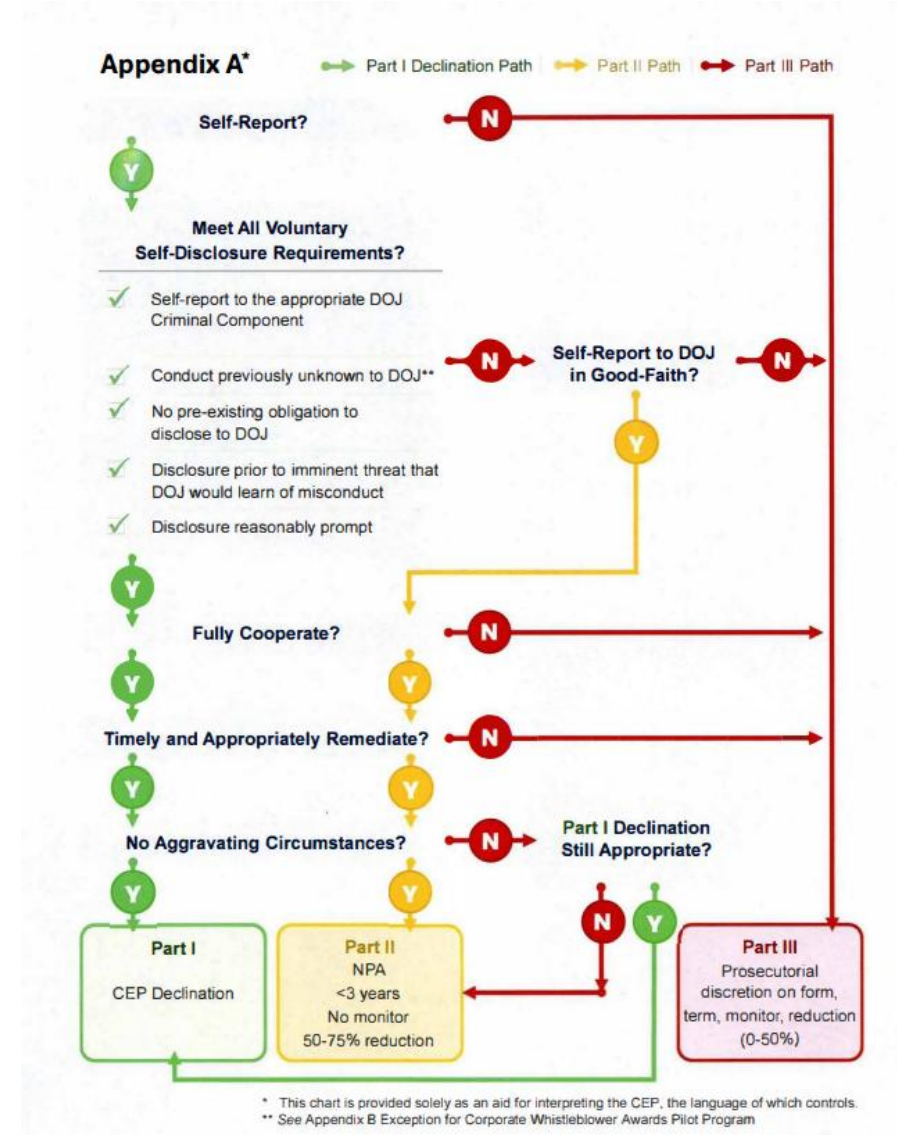 Appendix A*
Part I Declination Path
Part II Path
Part III Path
Self-Report?
N
Y
Meet All Voluntary
Self-Disclosure Requirements?
Self-report to the appropriate DOJ
Criminal Component
Conduct previously unknown to DOJ**
No pre-existing obligation to
disclose to DOJ
Disclosure prior to imminent threat that
DOJ would learn of misconduct
Disclosure reasonably prompt
N
Self-Report to DOJ
in Good-Faith?
N
Y
Y
Fully Cooperate?
N
Y
Y
Timely and Appropriately Remediate?
N
Y
Y
No Aggravating Circumstances?
N
Part I Declination
Still Appropriate?
Y
Y
N
Y
Part I
CEP Declination
Part II
NPA
<3 years
No monitor
50-75% reduction
Part III
Prosecutorial
discretion on form,
term, monitor, reduction
(0-50%)
* This chart is provided solely as an aid for interpreting the CEP, the language of which controls.
** See Appendix B Exception for Corporate Whistleblower Awards Pilot Program